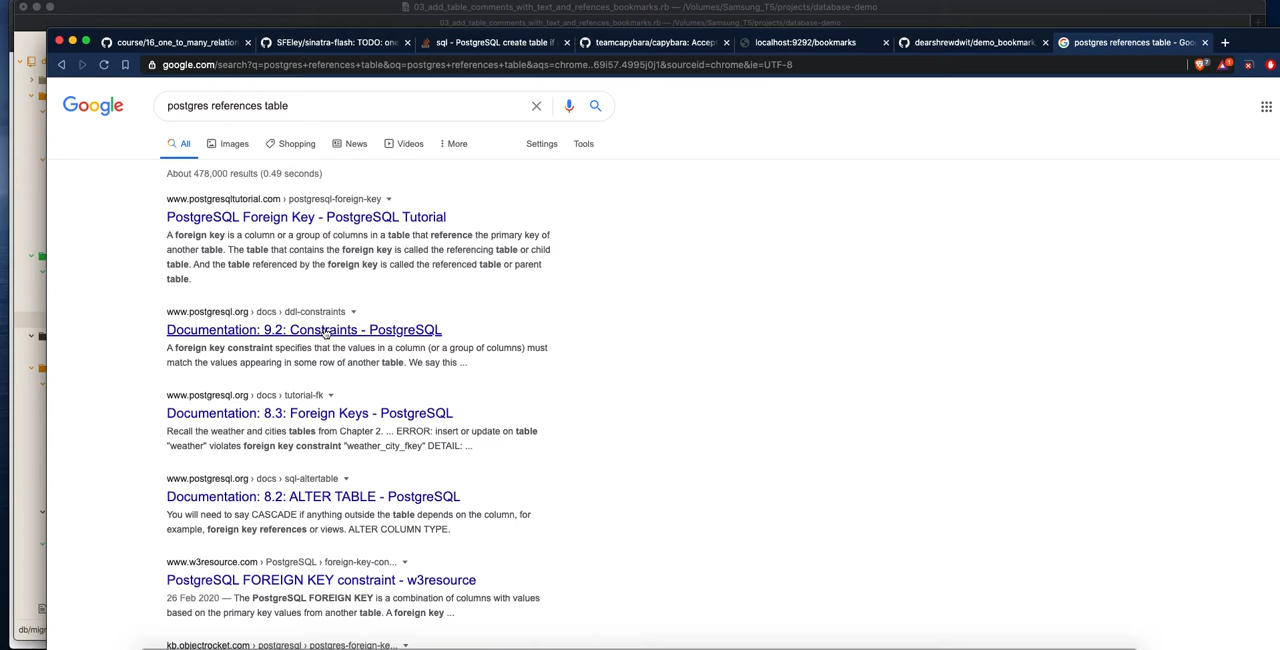 03_add_table_comments_with_text_and_refences_bookmarks.rb — /Volumes/Samsung_T5/projects/database-demo
03_add_table_comments_with_text_and_refences_bookmarks.rb — /Volumes/Samsung_T5/projects/database-demo
course/16_one_to_many_relation × SFEley/sinatra-flash: TODO: one × sql - PostgreSQL create table if × teamcapybara/capybara: Accept × localhost:9292/bookmarks × dearshrewdwit/demo_bookmark × postgres references table - Goo × +
google.com/search?q=postgres+references+table&oq=postgres+references+table&aqs=chrome..69i57.4995j0j1&sourceid=chrome&ie=UTF-8
Google
postgres references table
All Images Shopping News Videos More Settings Tools
About 478,000 results (0.49 seconds)
www.postgresqltutorial.com › postgresql-foreign-key
PostgreSQL Foreign Key - PostgreSQL Tutorial
A foreign key is a column or a group of columns in a table that reference the primary key of
another table. The table that contains the foreign key is called the referencing table or child
table. And the table referenced by the foreign key is called the referenced table or parent
table.
www.postgresql.org › docs › ddl-constraints
Documentation: 9.2: Constraints - PostgreSQL
A foreign key constraint specifies that the values in a column (or a group of columns) must
match the values appearing in some row of another table. We say this ...
www.postgresql.org › docs › tutorial-fk
Documentation: 8.3: Foreign Keys - PostgreSQL
Recall the weather and cities tables from Chapter 2. ... ERROR: insert or update on table
"weather" violates foreign key constraint "weather_city_fkey" DETAIL: ...
www.postgresql.org › docs › sql-altertable
Documentation: 8.2: ALTER TABLE - PostgreSQL
You will need to say CASCADE if anything outside the table depends on the column, for
example, foreign key references or views. ALTER COLUMN TYPE.
www.w3resource.com › PostgreSQL › foreign-key-con...
PostgreSQL FOREIGN KEY constraint - w3resource
26 Feb 2020 — The PostgreSQL FOREIGN KEY is a combination of columns with values
based on the primary key values from another table. A foreign key ...
db/migr
kb.objectrocket.com › postgresql › postgres-foreign-ke...